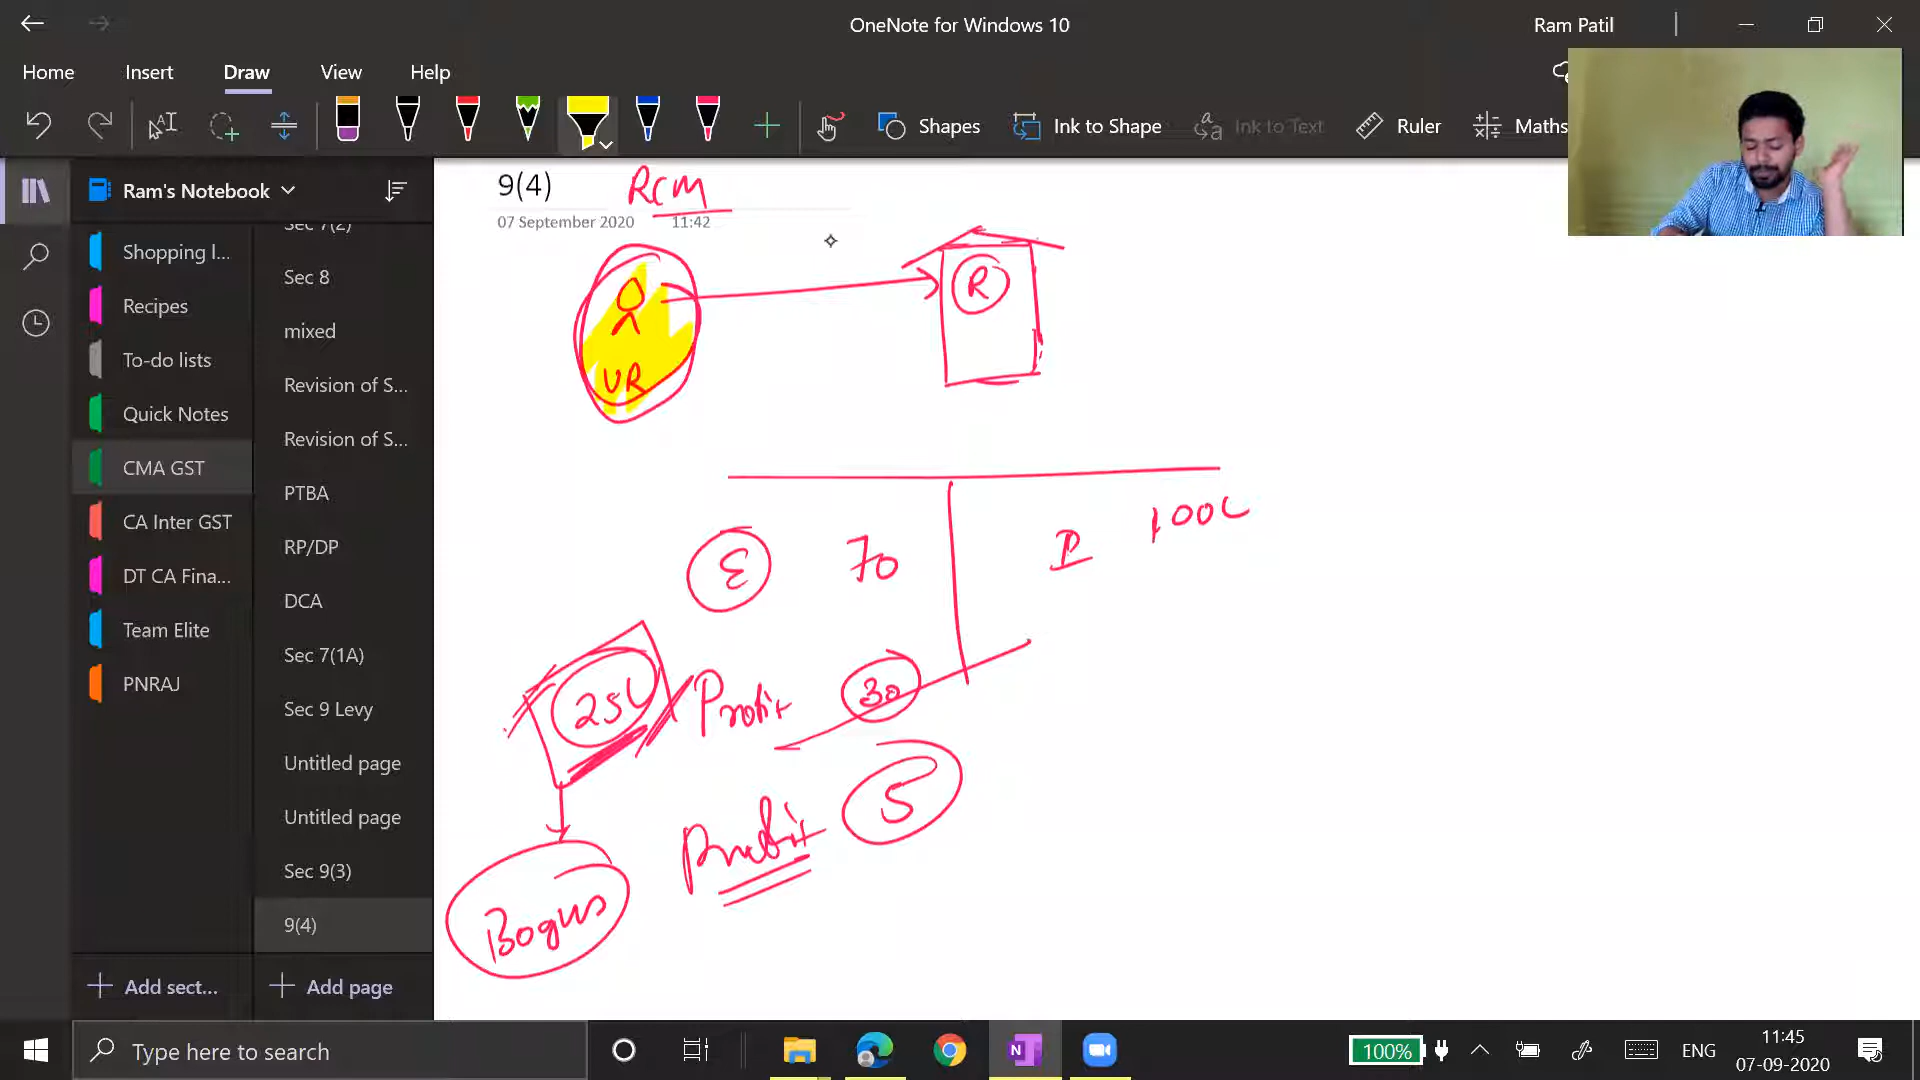 OneNote for Windows 10
Ram Patil
Home
Insert
Draw
View
Help
Shapes
Ink to Shape
Ink to Text
Ruler
Maths
Ram's Notebook
Shopping l...
Recipes
To-do lists
Quick Notes
CMA GST
CA Inter GST
DT CA Fina...
Team Elite
PNRAJ
Add sect...
Sec 7(2)
Sec 8
mixed
Revision of S...
Revision of S...
PTBA
RP/DP
DCA
Sec 7(1A)
Sec 9 Levy
Untitled page
Untitled page
Sec 9(3)
9(4)
Add page
9(4) RCM
07 September 2020 11:42
R
UR
100L
E 70 I
25L Profit 30
Profit 5
Bogus
Type here to search
100%
ENG
11:45
07-09-2020